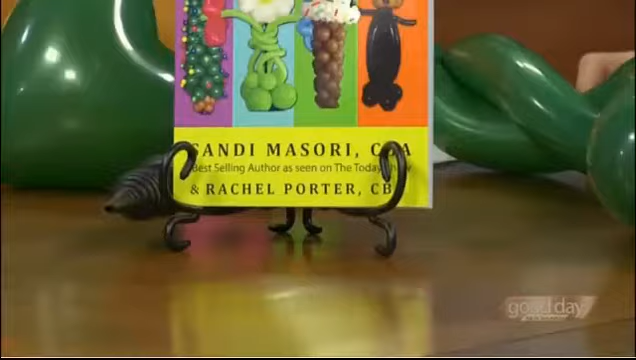 SANDI MASORI, C
Best Selling Author as seen on The Today
& RACHEL PORTER, CB
good day